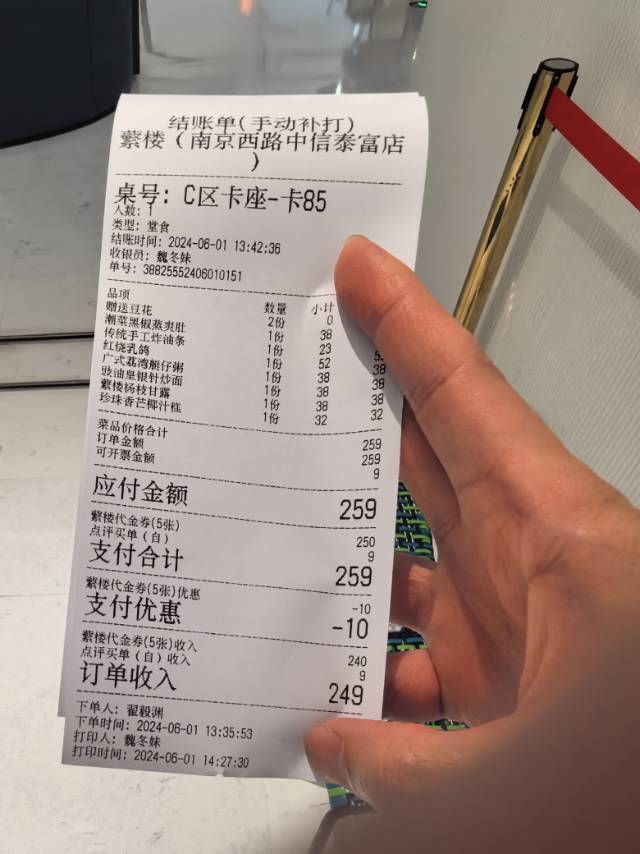 结账单(手动补打)
蘩楼（南京西路中信泰富店
）
桌号: C区卡座-卡85
人数: 1
类型: 堂食
结账时间: 2024-06-01 13:42:36
收银员: 魏冬妹
单号: 38825552406010151
品项 数量 小计
赠送豆花 2份 0
潮菜黑椒蒸爽肚 1份 38
传统手工炸油条 1份 23
红烧乳鸽 1份 52
广式荔湾艇仔粥 1份 38 38
豉油皇银针炒面 1份 38 38
蘩楼杨枝甘露 1份 38 38
珍珠香芒椰汁糕 1份 32 32
菜品价格合计 259
订单金额 259
可开票金额 9
应付金额 259
蘩楼代金券(5张) 250
点评买单（自） 9
支付合计 259
蘩楼代金券(5张)优惠 -10
支付优惠 -10
蘩楼代金券(5张)收入 240
点评买单（自）收入 9
订单收入 249
下单人: 翟毅洲
下单时间: 2024-06-01 13:35:53
打印人: 魏冬妹
打印时间: 2024-06-01 14:27:30